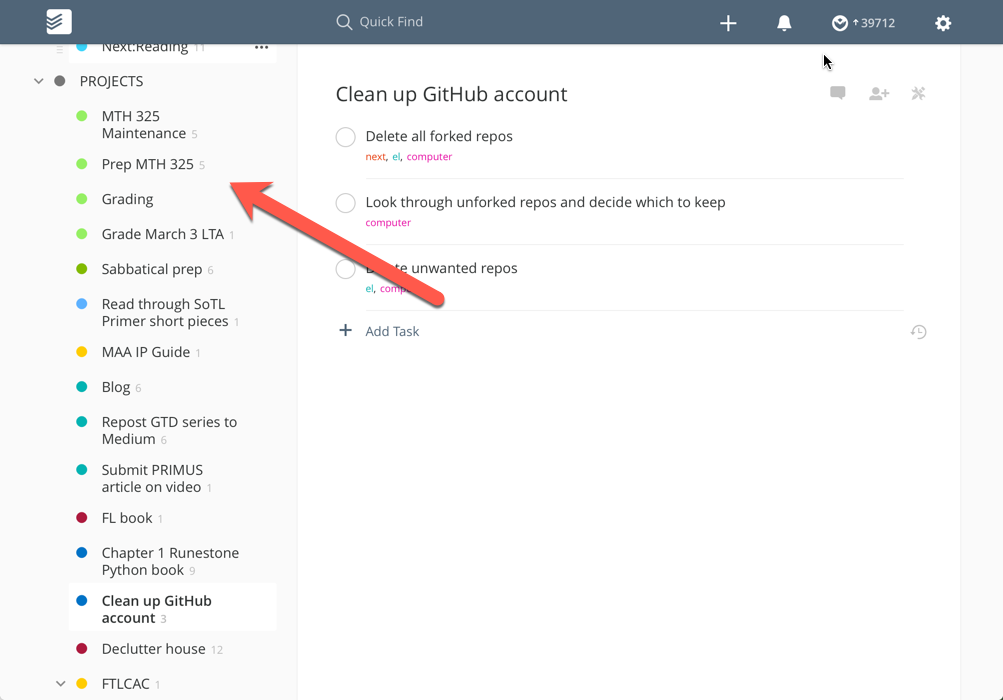 Quick Find
39712
Next:Reading 11
PROJECTS
MTH 325
Maintenance 5
Prep MTH 325 5
Grading
Grade March 3 LTA 1
Sabbatical prep 6
Read through SoTL
Primer short pieces 1
MAA IP Guide 1
Blog 6
Repost GTD series to
Medium 6
Submit PRIMUS
article on video 1
FL book 1
Chapter 1 Runestone
Python book 9
Clean up GitHub
account 3
Declutter house 12
FTLCAC 1
Clean up GitHub account
Delete all forked repos
next, el, computer
Look through unforked repos and decide which to keep
computer
unwanted repos
el,
Add Task